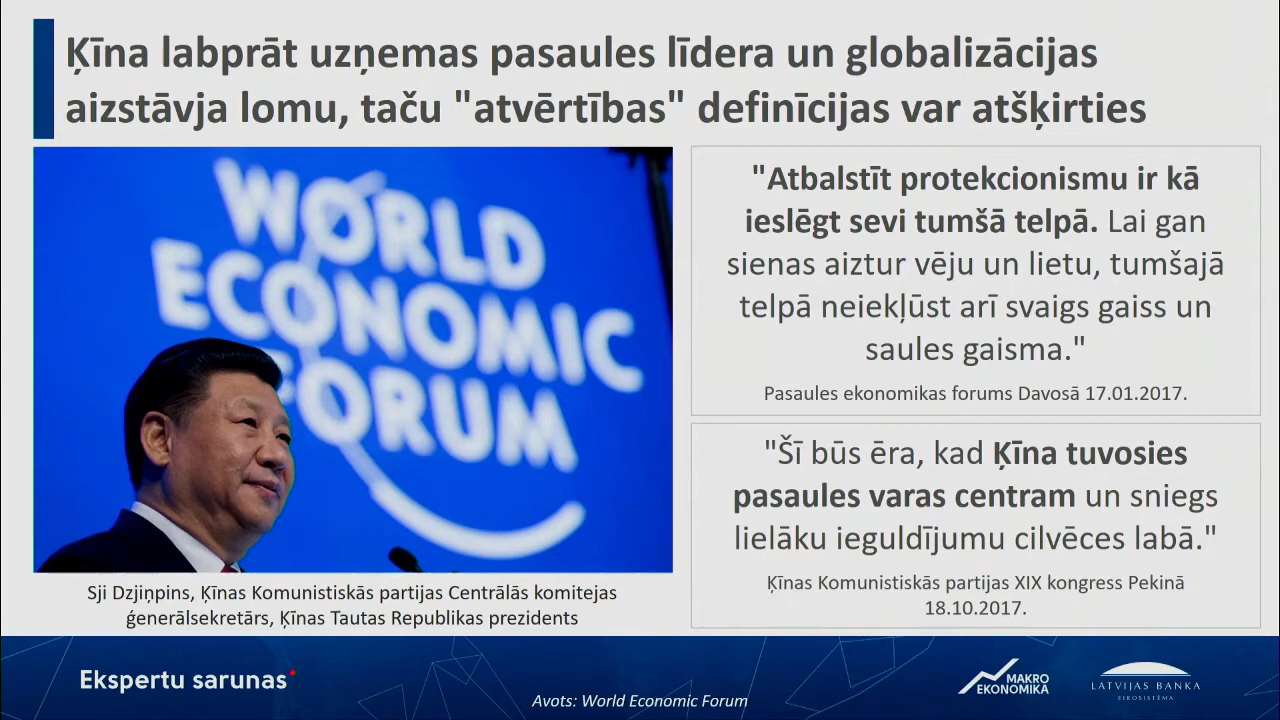 Ķīna labprāt uzņemas pasaules līdera un globalizācijas
aizstāvja lomu, taču "atvērtības" definīcijas var atšķirties
WORLD
ECONOMIC
FORUM
Sji Dzjiņpins, Ķīnas Komunistiskās partijas Centrālās komitejas
ģenerālsekretārs, Ķīnas Tautas Republikas prezidents
"Atbalstīt protekcionismu ir kā
ieslēgt sevi tumšā telpā. Lai gan
sienas aiztur vēju un lietu, tumšajā
telpā neiekļūst arī svaigs gaiss un
saules gaisma."
Pasaules ekonomikas forums Davosā 17.01.2017.
"Šī būs ēra, kad Ķīna tuvosies
pasaules varas centram un sniegs
lielāku ieguldījumu cilvēces labā."
Ķīnas Komunistiskās partijas XIX kongress Pekinā
18.10.2017.
Ekspertu sarunas
Avots: World Economic Forum
MAKRO
EKONOMIKA
LATVIJAS BANKA
EIROSISTĒMA